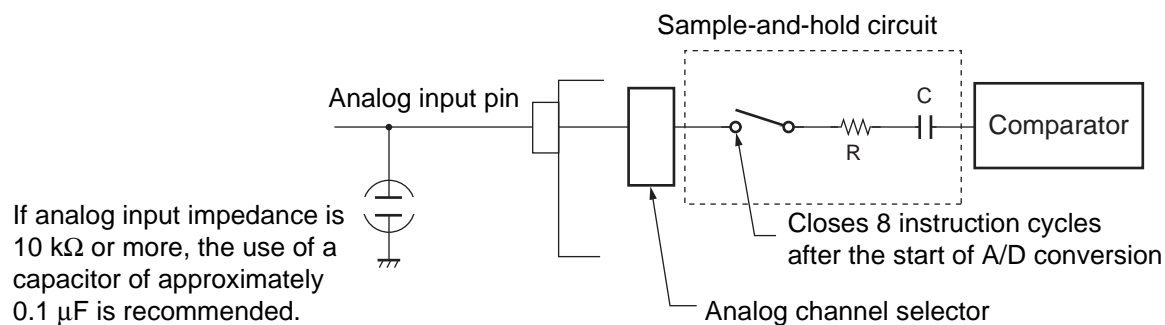 Sample-and-hold circuit
Analog input pin
C
Comparator
R
If analog input impedance is
10 kΩ or more, the use of a
capacitor of approximately
0.1 μF is recommended.
Closes 8 instruction cycles
after the start of A/D conversion
Analog channel selector